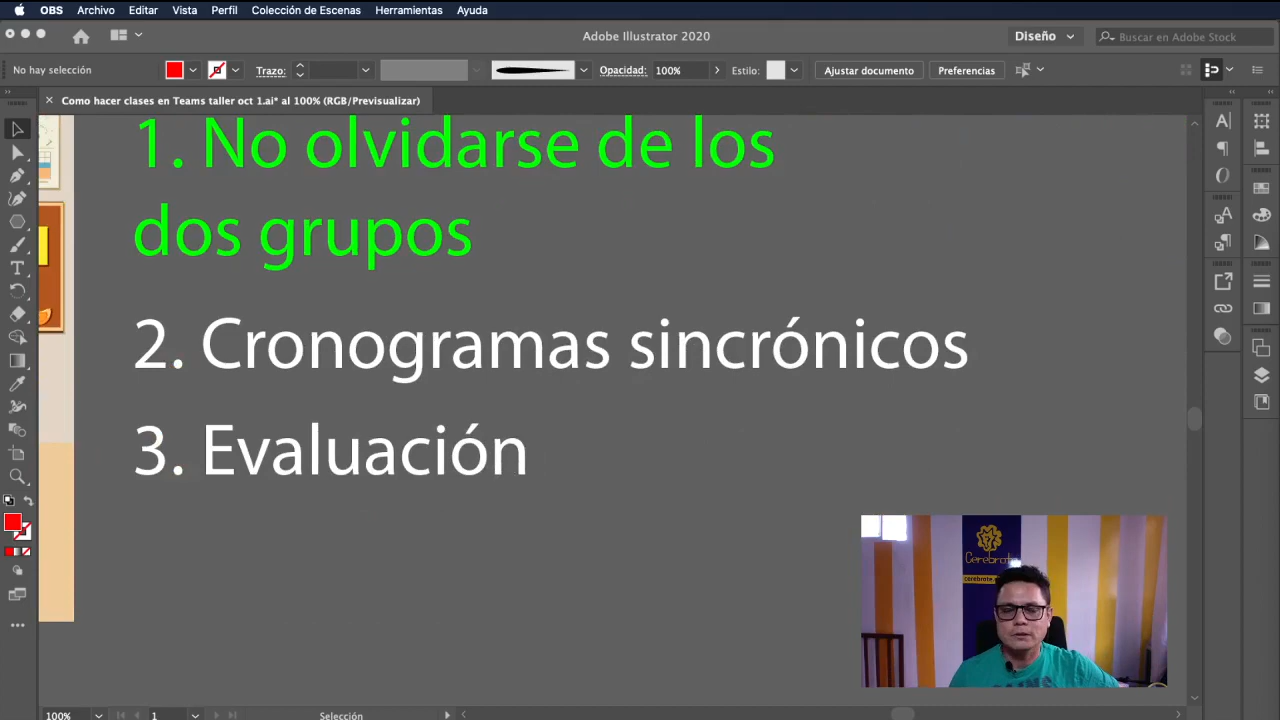 OBS Archivo Editar Vista Perfil Colección de Escenas Herramientas Ayuda
Adobe Illustrator 2020
Diseño
Buscar en Adobe Stock
No hay selección
Trazo:
Opacidad: 100%
Estilo:
Ajustar documento
Preferencias
Como hacer clases en Teams taller oct 1.ai* al 100% (RGB/Previsualizar)
1. No olvidarse de los
dos grupos
2. Cronogramas sincrónicos
3. Evaluación
Cerebrote
100%
1
Selección